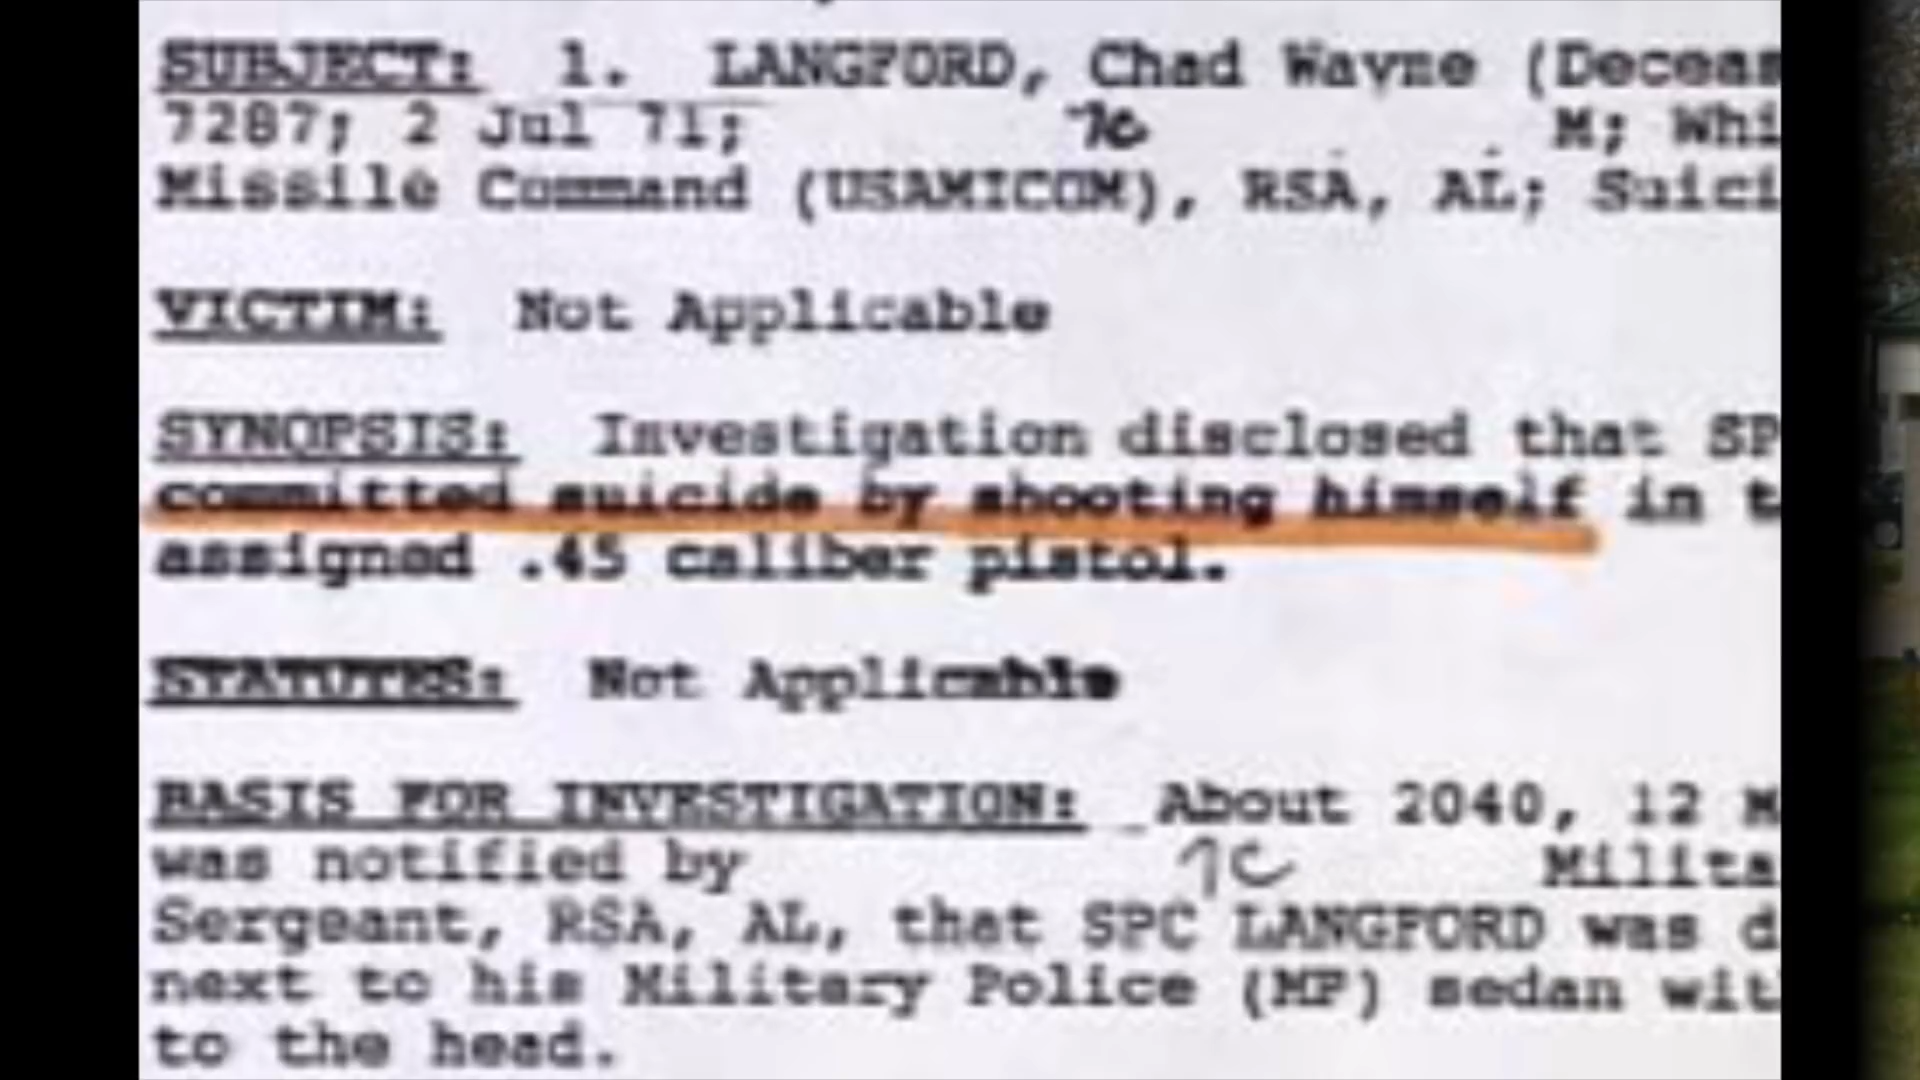 SUBJECT: 1. LANGFORD, Chad Wayne (Deceas
7287; 2 Jul 71; 7c M; Whi
Missile Command (USAMICOM), RSA, AL; Suici
VICTIM: Not Applicable
SYNOPSIS: Investigation disclosed that SP
committed suicide by shooting himself in t
assigned .45 caliber pistol.
STATUTES: Not Applicable
BASIS FOR INVESTIGATION: About 2040, 12 M
was notified by 7C Milita
Sergeant, RSA, AL, that SPC LANGFORD was d
next to his Military Police (MP) sedan wit
to the head.